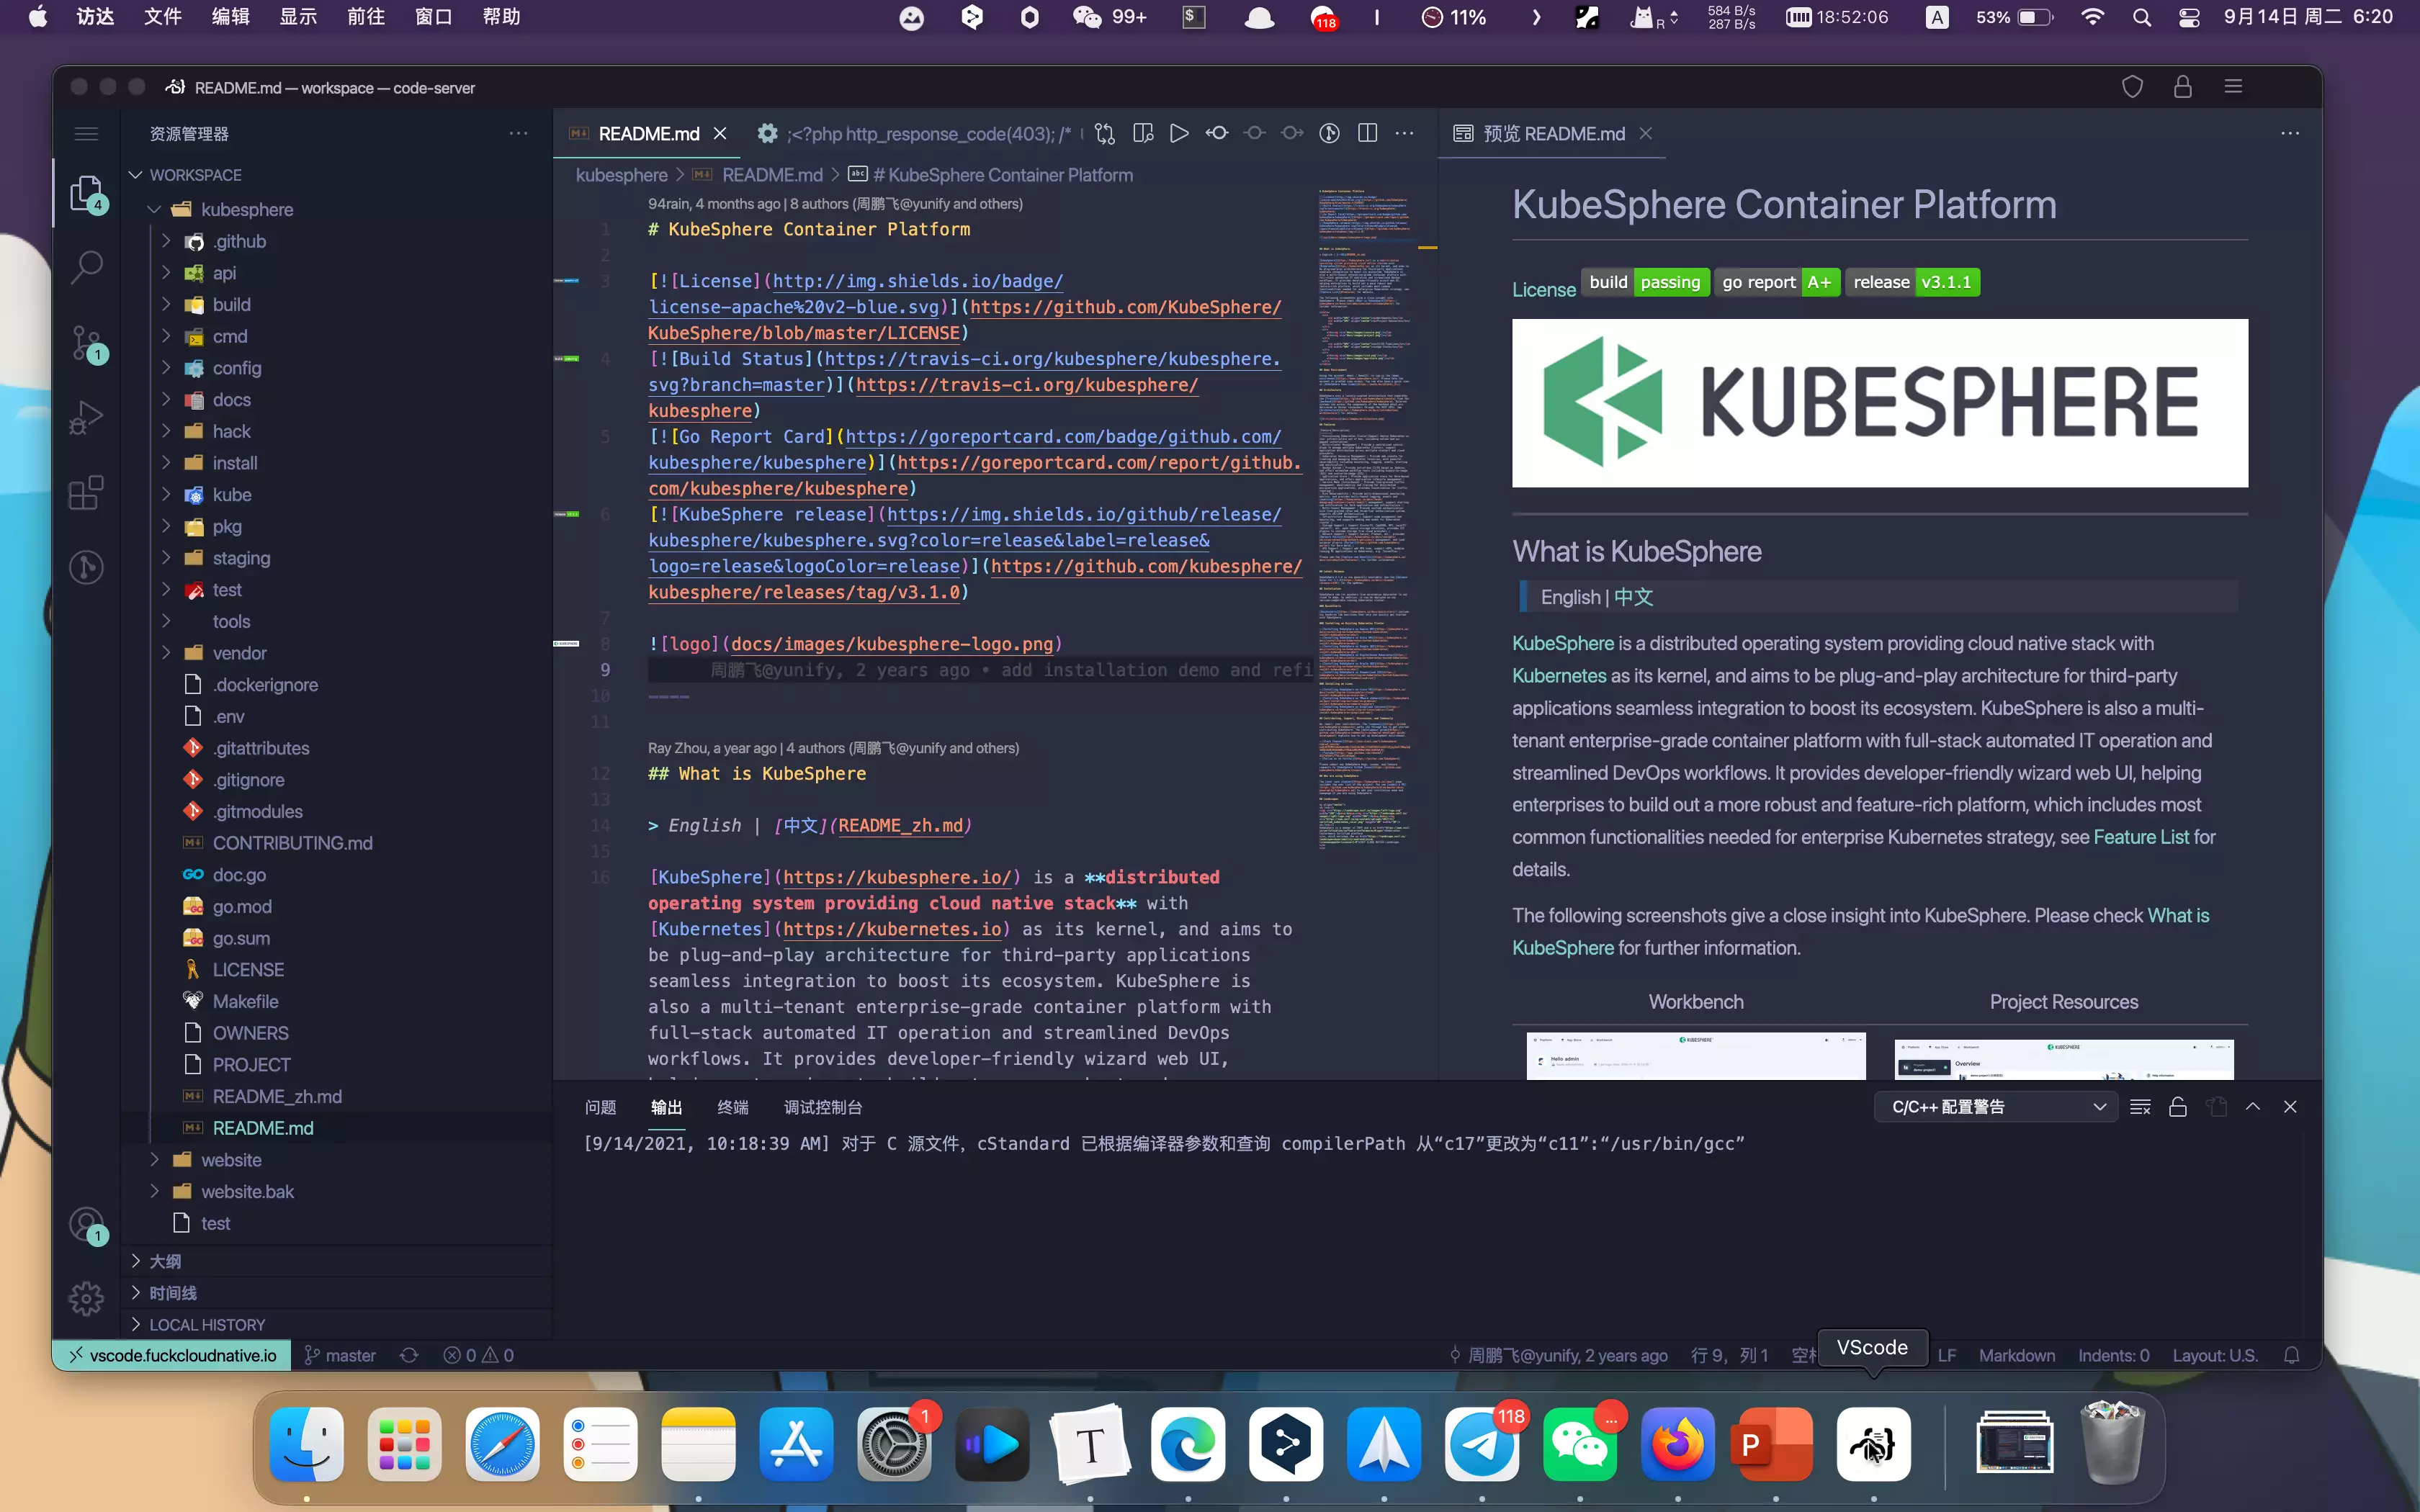 访达 文件 编辑 显示 前往 窗口 帮助 99+ 118 11% R 584 B/s 287 B/s 18:52:06 A 53% 9月14日 周二 6:20
README.md — workspace — code-server
资源管理器
WORKSPACE
kubesphere
.github
api
build
cmd
config
docs
hack
install
kube
pkg
staging
test
tools
vendor
.dockerignore
.env
.gitattributes
.gitignore
.gitmodules
CONTRIBUTING.md
doc.go
go.mod
go.sum
LICENSE
Makefile
OWNERS
PROJECT
README_zh.md
README.md
website
website.bak
test
大纲
时间线
LOCAL HISTORY
4
1
1
README.md ;<?php http_response_code(403); /*
kubesphere > README.md > # KubeSphere Container Platform
94rain, 4 months ago | 8 authors (周鹏飞@yunify and others)
1 # KubeSphere Container Platform
2
3 [![License](http://img.shields.io/badge/
license-apache%20v2-blue.svg)](https://github.com/KubeSphere/
KubeSphere/blob/master/LICENSE)
4 [![Build Status](https://travis-ci.org/kubesphere/kubesphere.
svg?branch=master)](https://travis-ci.org/kubesphere/
kubesphere)
5 [![Go Report Card](https://goreportcard.com/badge/github.com/
kubesphere/kubesphere)](https://goreportcard.com/report/github.
com/kubesphere/kubesphere)
6 [![KubeSphere release](https://img.shields.io/github/release/
kubesphere/kubesphere.svg?color=release&label=release&
logo=release&logoColor=release)](https://github.com/kubesphere/
kubesphere/releases/tag/v3.1.0)
7
8 ![logo](docs/images/kubesphere-logo.png)
9 周鹏飞@yunify, 2 years ago • add installation demo and refi
10 ----
11
Ray Zhou, a year ago | 4 authors (周鹏飞@yunify and others)
12 ## What is KubeSphere
13
14 > English | [中文](README_zh.md)
15
16 [KubeSphere](https://kubesphere.io/) is a **distributed
operating system providing cloud native stack** with
[Kubernetes](https://kubernetes.io) as its kernel, and aims to
be plug-and-play architecture for third-party applications
seamless integration to boost its ecosystem. KubeSphere is
also a multi-tenant enterprise-grade container platform with
full-stack automated IT operation and streamlined DevOps
workflows. It provides developer-friendly wizard web UI,
预览 README.md
KubeSphere Container Platform
License build passing go report A+ release v3.1.1
KUBESPHERE
What is KubeSphere
English | 中文
KubeSphere is a distributed operating system providing cloud native stack with
Kubernetes as its kernel, and aims to be plug-and-play architecture for third-party
applications seamless integration to boost its ecosystem. KubeSphere is also a multi-
tenant enterprise-grade container platform with full-stack automated IT operation and
streamlined DevOps workflows. It provides developer-friendly wizard web UI, helping
enterprises to build out a more robust and feature-rich platform, which includes most
common functionalities needed for enterprise Kubernetes strategy, see Feature List for
details.
The following screenshots give a close insight into KubeSphere. Please check What is
KubeSphere for further information.
Workbench Project Resources
KUBESPHERE
Hello admin
KUBESPHERE
Overview
问题 输出 终端 调试控制台 C/C++ 配置警告
[9/14/2021, 10:18:39 AM] 对于 C 源文件，cStandard 已根据编译器参数和查询 compilerPath 从“c17”更改为“c11”:“/usr/bin/gcc”
vscode.fuckcloudnative.io master 0 0 周鹏飞@yunify, 2 years ago 行 9，列 1 LF Markdown Indents: 0 Layout: U.S.
VScode
1
T
118
...
P